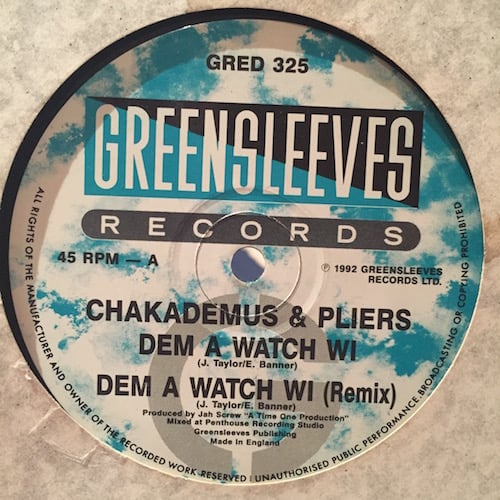 GRED 325
GREENSLEEVES
RECORDS
45 RPM — A
℗ 1992 GREENSLEEVES
RECORDS LTD.
CHAKADEMUS & PLIERS
DEM A WATCH WI
(J. Taylor/E. Banner)
DEM A WATCH WI (Remix)
(J. Taylor/E. Banner)
Produced by Jah Screw "A Time One Production"
Mixed at Penthouse Recording Studio
Greensleeves Publishing
Made in England
ALL RIGHTS OF THE MANUFACTURER AND OWNER OF THE RECORDED WORK RESERVED | UNAUTHORISED PUBLIC PERFORMANCE BROADCASTING OR COPYING PROHIBITED